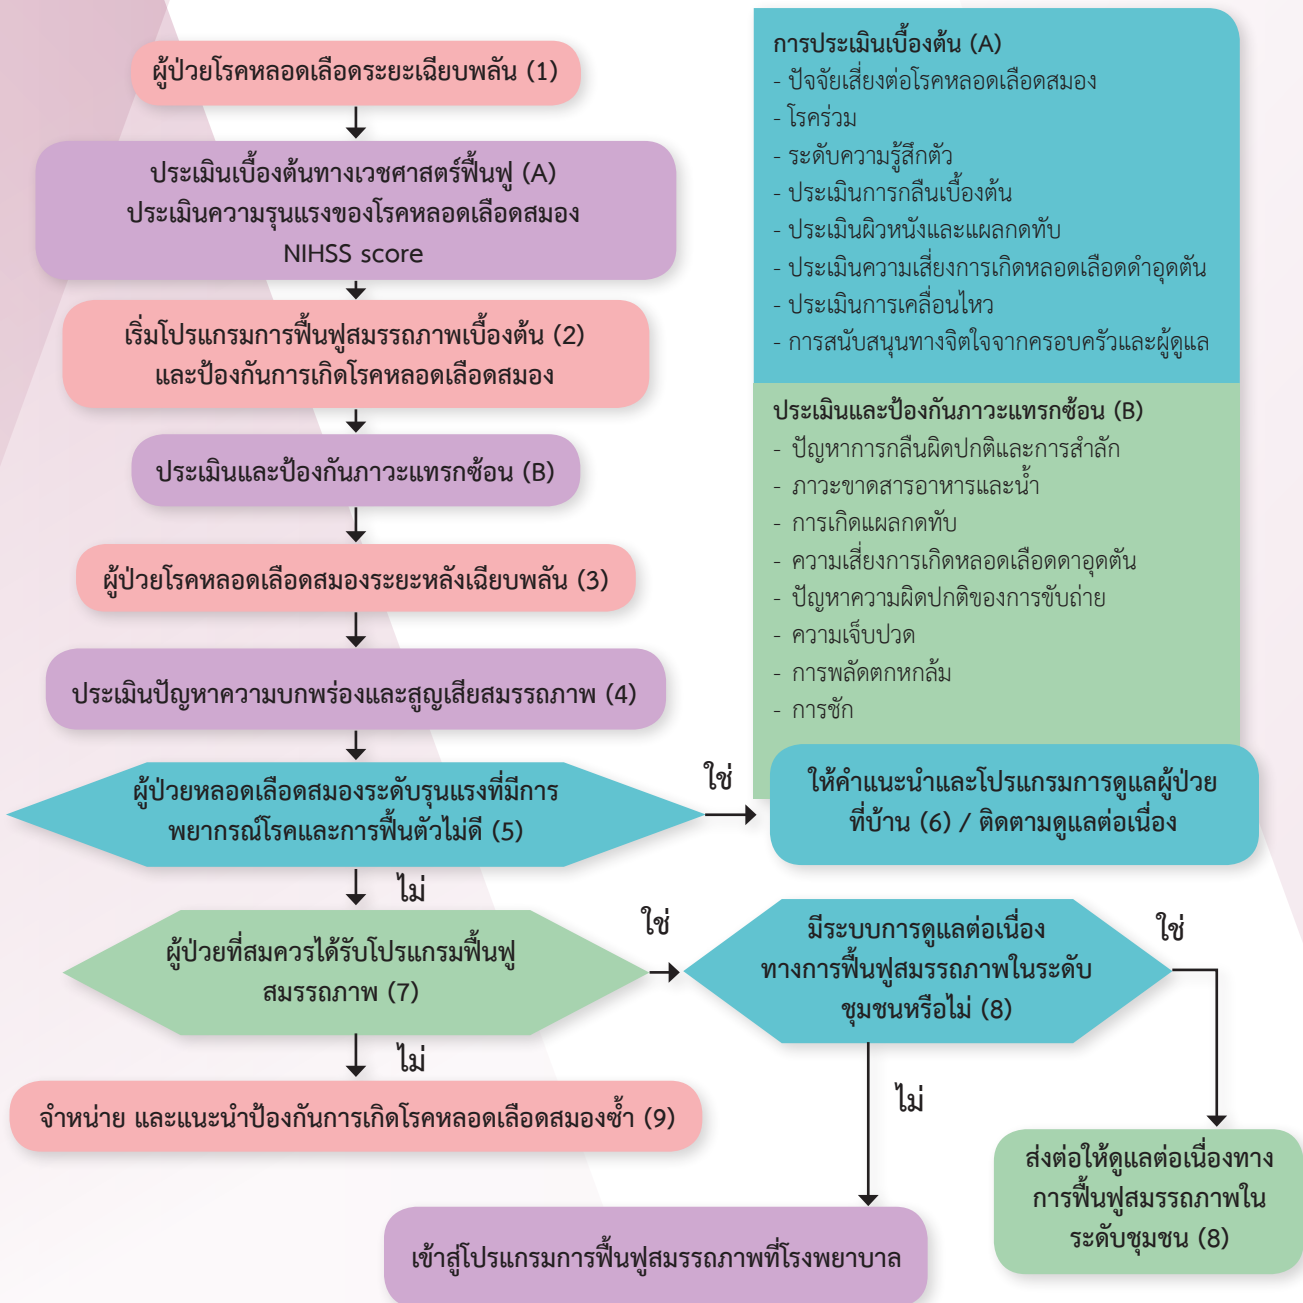 ผู้ป่วยโรคหลอดเลือดระยะเฉียบพลัน (1)
ประเมินเบื้องต้นทางเวชศาสตร์ฟื้นฟู (A)
ประเมินความรุนแรงของโรคหลอดเลือดสมอง
NIHSS score
เริ่มโปรแกรมการฟื้นฟูสมรรถภาพเบื้องต้น (2)
และป้องกันการเกิดโรคหลอดเลือดสมอง
ประเมินและป้องกันภาวะแทรกซ้อน (B)
ผู้ป่วยโรคหลอดเลือดสมองระยะหลังเฉียบพลัน (3)
ประเมินปัญหาความบกพร่องและสูญเสียสมรรถภาพ (4)
การประเมินเบื้องต้น (A)
- ปัจจัยเสี่ยงต่อโรคหลอดเลือดสมอง
- โรคร่วม
- ระดับความรู้สึกตัว
- ประเมินการกลืนเบื้องต้น
- ประเมินผิวหนังและแผลกดทับ
- ประเมินความเสี่ยงการเกิดหลอดเลือดดำอุดตัน
- ประเมินการเคลื่อนไหว
- การสนับสนุนทางจิตใจจากครอบครัวและผู้ดูแล
ประเมินและป้องกันภาวะแทรกซ้อน (B)
- ปัญหาการกลืนผิดปกติและการสำลัก
- ภาวะขาดสารอาหารและน้ำ
- การเกิดแผลกดทับ
- ความเสี่ยงการเกิดหลอดเลือดดาอุดตัน
- ปัญหาความผิดปกติของการขับถ่าย
- ความเจ็บปวด
- การพลัดตกหกล้ม
- การชัก
ผู้ป่วยหลอดเลือดสมองระดับรุนแรงที่มีการ
พยากรณ์โรคและการฟื้นตัวไม่ดี (5)
ใช่
ให้คำแนะนำและโปรแกรมการดูแลผู้ป่วย
ที่บ้าน (6) / ติดตามดูแลต่อเนื่อง
ไม่
ผู้ป่วยที่สมควรได้รับโปรแกรมฟื้นฟู
สมรรถภาพ (7)
ใช่
มีระบบการดูแลต่อเนื่อง
ทางการฟื้นฟูสมรรถภาพในระดับ
ชุมชนหรือไม่ (8)
ใช่
ไม่
จำหน่าย และแนะนำป้องกันการเกิดโรคหลอดเลือดสมองซ้ำ (9)
ไม่
ส่งต่อให้ดูแลต่อเนื่องทาง
การฟื้นฟูสมรรถภาพใน
ระดับชุมชน (8)
เข้าสู่โปรแกรมการฟื้นฟูสมรรถภาพที่โรงพยาบาล